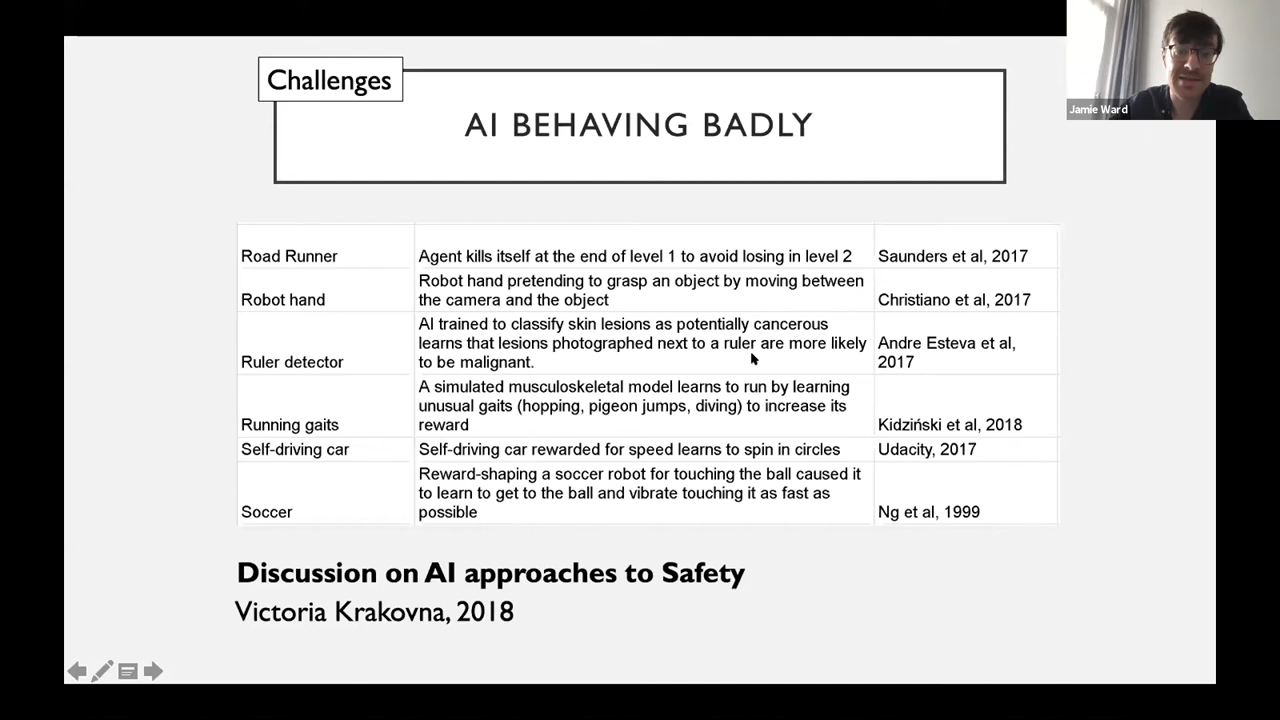 Challenges
AI BEHAVING BADLY
Jamie Ward
Road Runner
Agent kills itself at the end of level 1 to avoid losing in level 2
Saunders et al, 2017
Robot hand
Robot hand pretending to grasp an object by moving between
the camera and the object
Christiano et al, 2017
Ruler detector
AI trained to classify skin lesions as potentially cancerous
learns that lesions photographed next to a ruler are more likely
to be malignant.
Andre Esteva et al,
2017
Running gaits
A simulated musculoskeletal model learns to run by learning
unusual gaits (hopping, pigeon jumps, diving) to increase its
reward
Kidziński et al, 2018
Self-driving car
Self-driving car rewarded for speed learns to spin in circles
Udacity, 2017
Soccer
Reward-shaping a soccer robot for touching the ball caused it
to learn to get to the ball and vibrate touching it as fast as
possible
Ng et al, 1999
Discussion on AI approaches to Safety
Victoria Krakovna, 2018